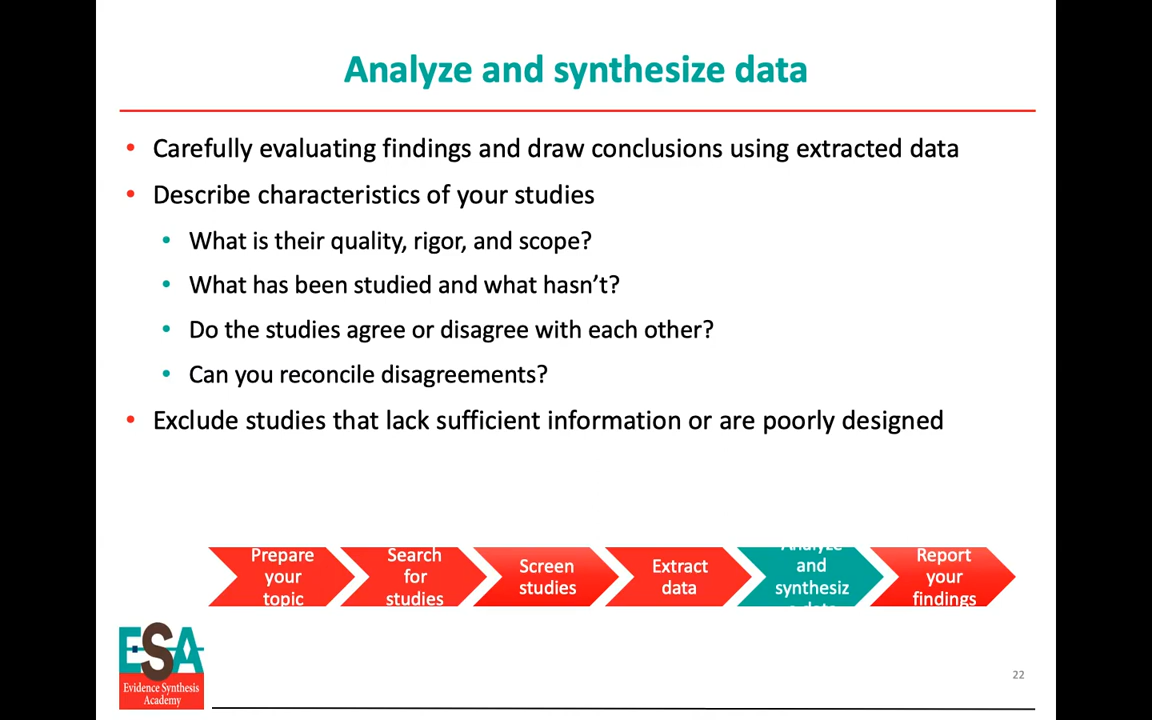 Analyze and synthesize data
• Carefully evaluating findings and draw conclusions using extracted data
• Describe characteristics of your studies
• What is their quality, rigor, and scope?
• What has been studied and what hasn’t?
• Do the studies agree or disagree with each other?
• Can you reconcile disagreements?
• Exclude studies that lack sufficient information or are poorly designed
Prepare
your
topic
Search
for
studies
Screen
studies
Extract
data
Analyze
and
synthesiz
e data
Report
your
findings
ESA
Evidence Synthesis
Academy
22